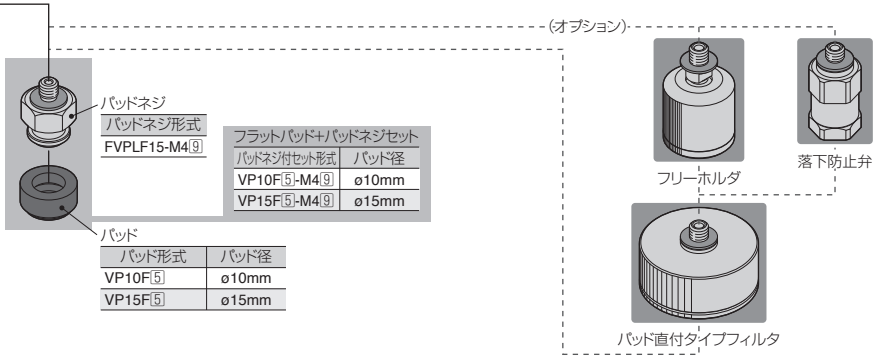 (オプション)
パッドネジ
パッドネジ形式
FVPLF15-M4⑨
フラットパッド+パッドネジセット
パッドネジ付セット形式 パッド径
VP10F⑤-M4⑨ ø10mm
VP15F⑤-M4⑨ ø15mm
パッド
パッド形式 パッド径
VP10F⑤ ø10mm
VP15F⑤ ø15mm
フリーホルダ
落下防止弁
パッド直付タイプフィルタ